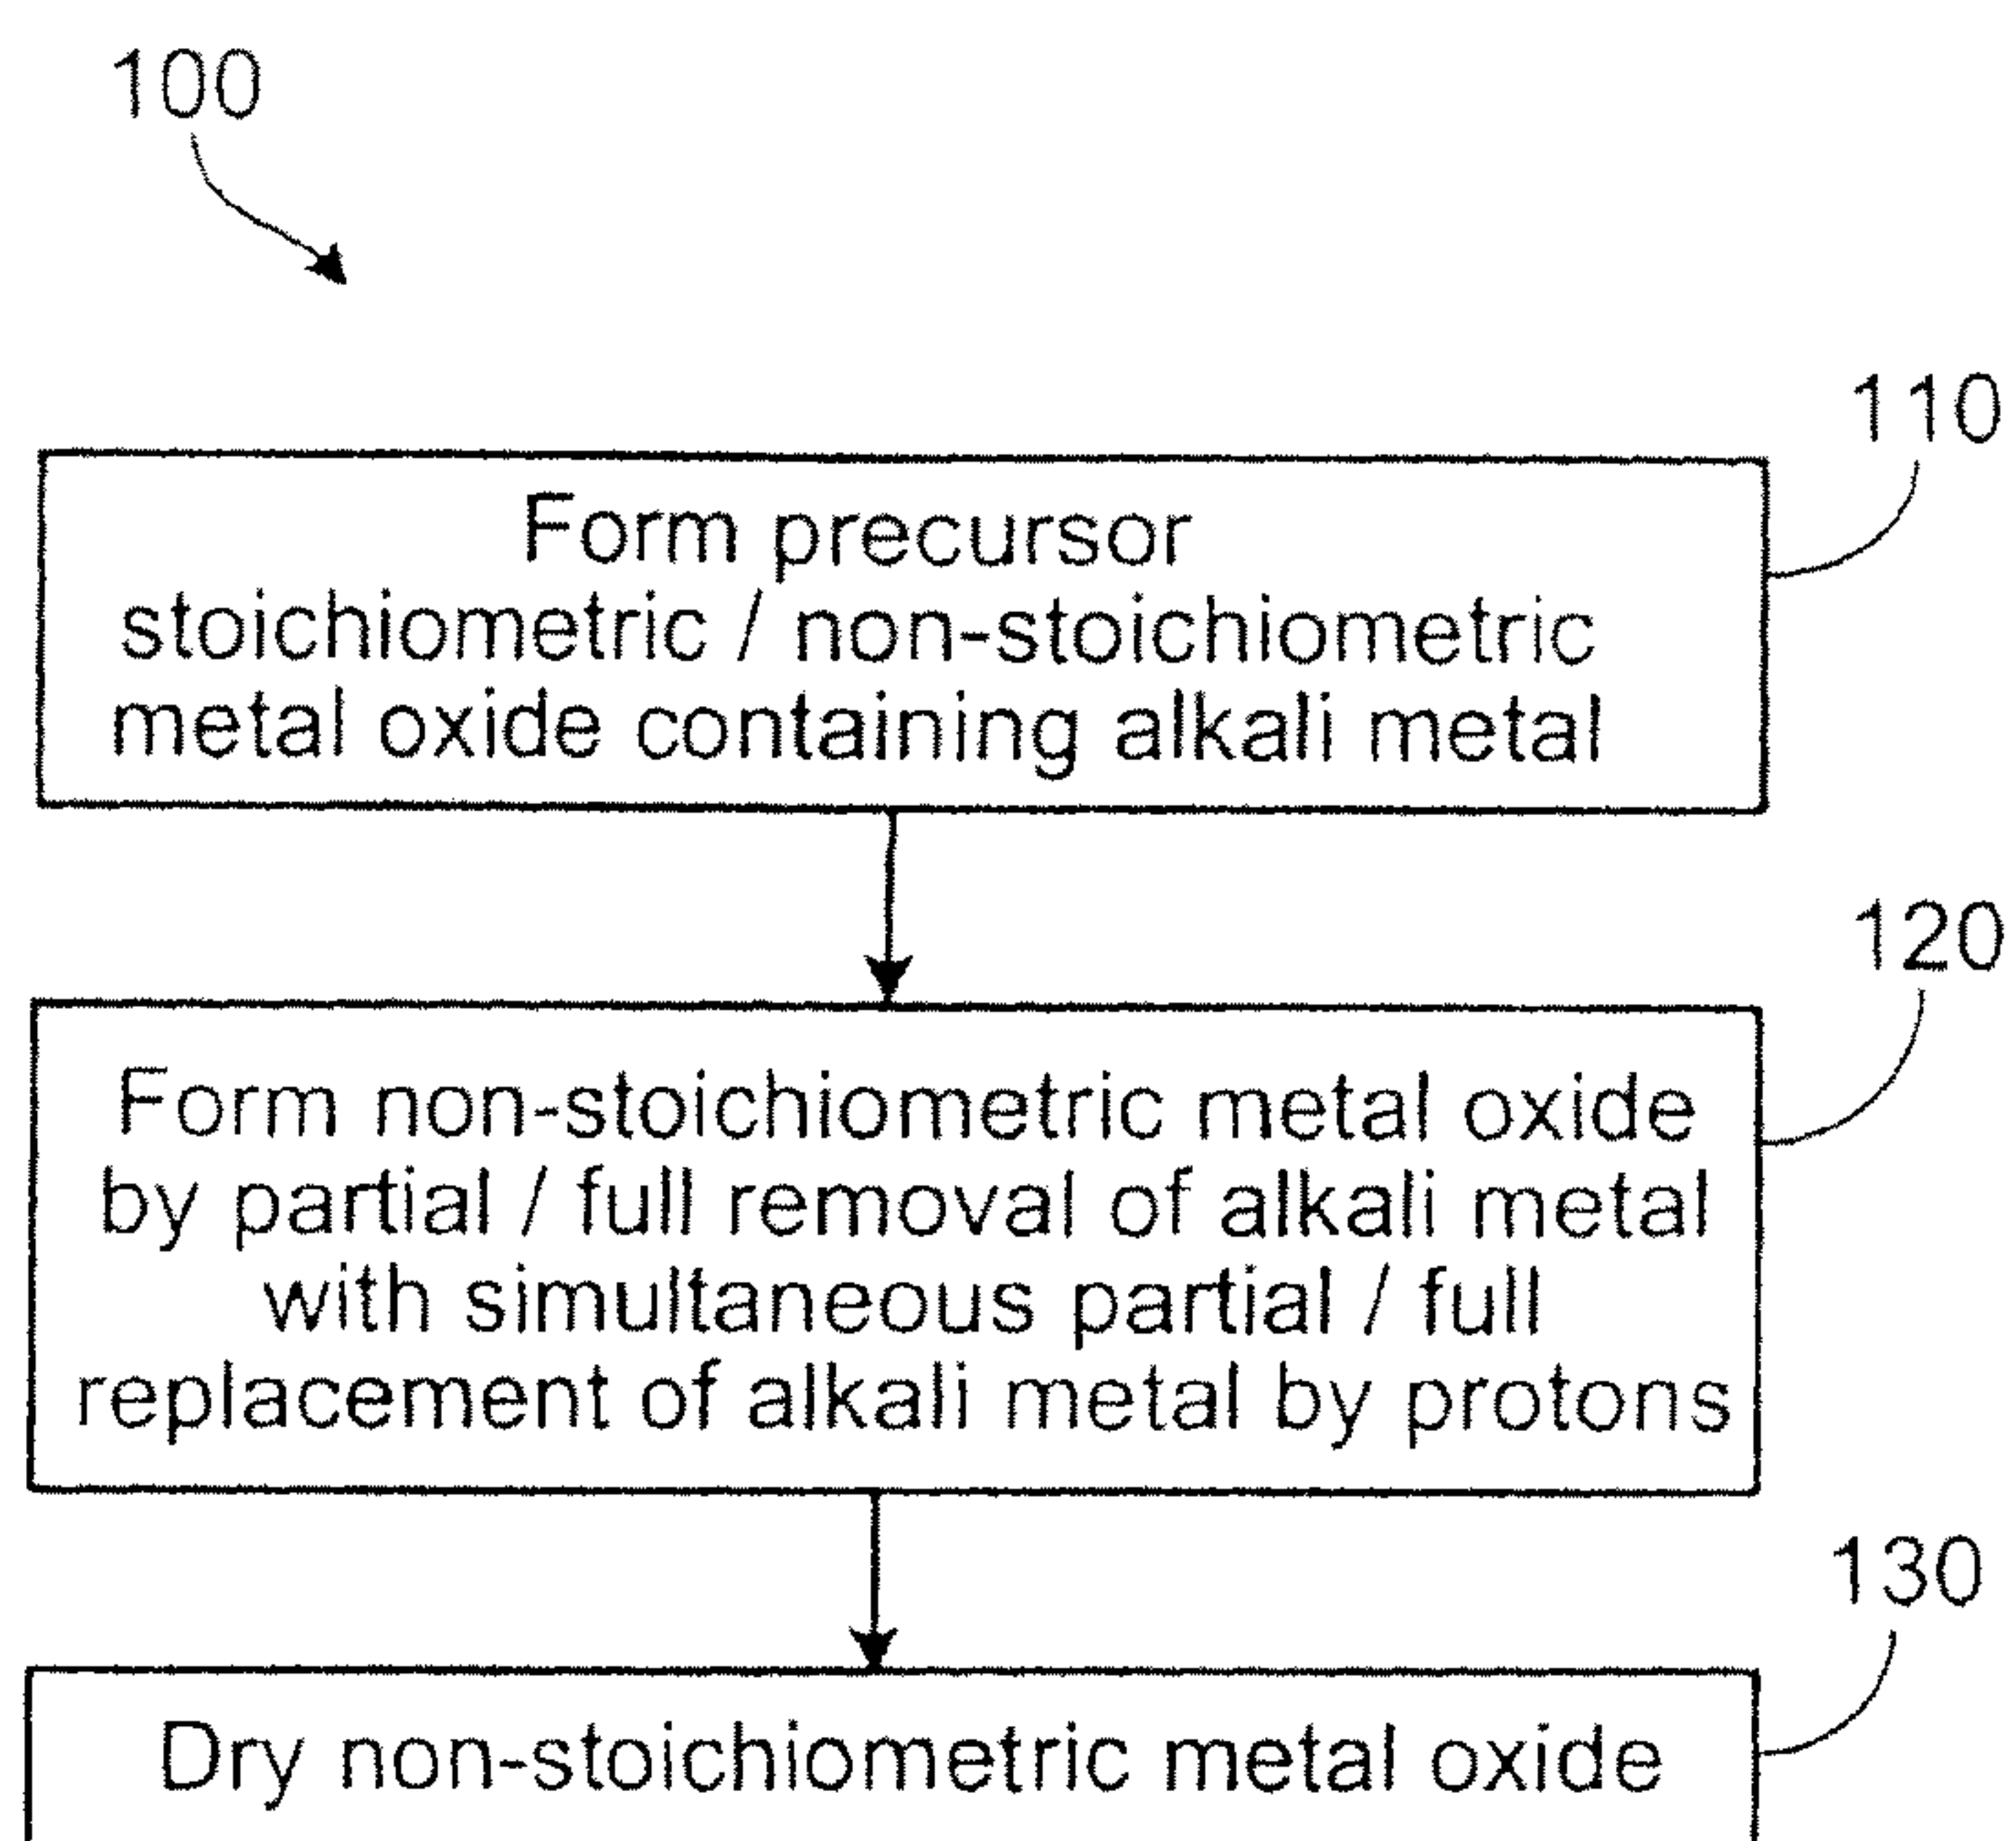 100
110
Form precursor
stoichiometric / non-stoichiometric
metal oxide containing alkali metal
120
Form non-stoichiometric metal oxide
by partial / full removal of alkali metal
with simultaneous partial / full
replacement of alkali metal by protons
130
Dry non-stoichiometric metal oxide